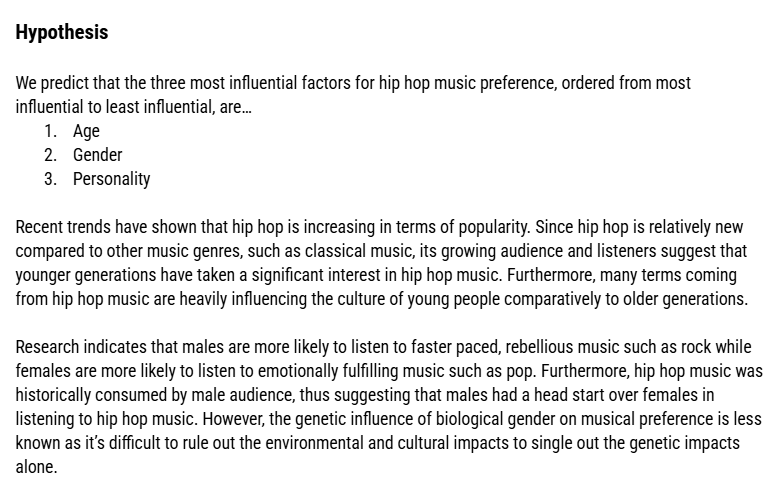 Hypothesis
We predict that the three most influential factors for hip hop music preference, ordered from most
influential to least influential, are...
1. Age
2. Gender
3. Personality
Recent trends have shown that hip hop is increasing in terms of popularity. Since hip hop is relatively new
compared to other music genres, such as classical music, its growing audience and listeners suggest that
younger generations have taken a significant interest in hip hop music. Furthermore, many terms coming
from hip hop music are heavily influencing the culture of young people comparatively to older generations.
Research indicates that males are more likely to listen to faster paced, rebellious music such as rock while
females are more likely to listen to emotionally fulfilling music such as pop. Furthermore, hip hop music was
historically consumed by male audience, thus suggesting that males had a head start over females in
listening to hip hop music. However, the genetic influence of biological gender on musical preference is less
known as it's difficult to rule out the environmental and cultural impacts to single out the genetic impacts
alone.